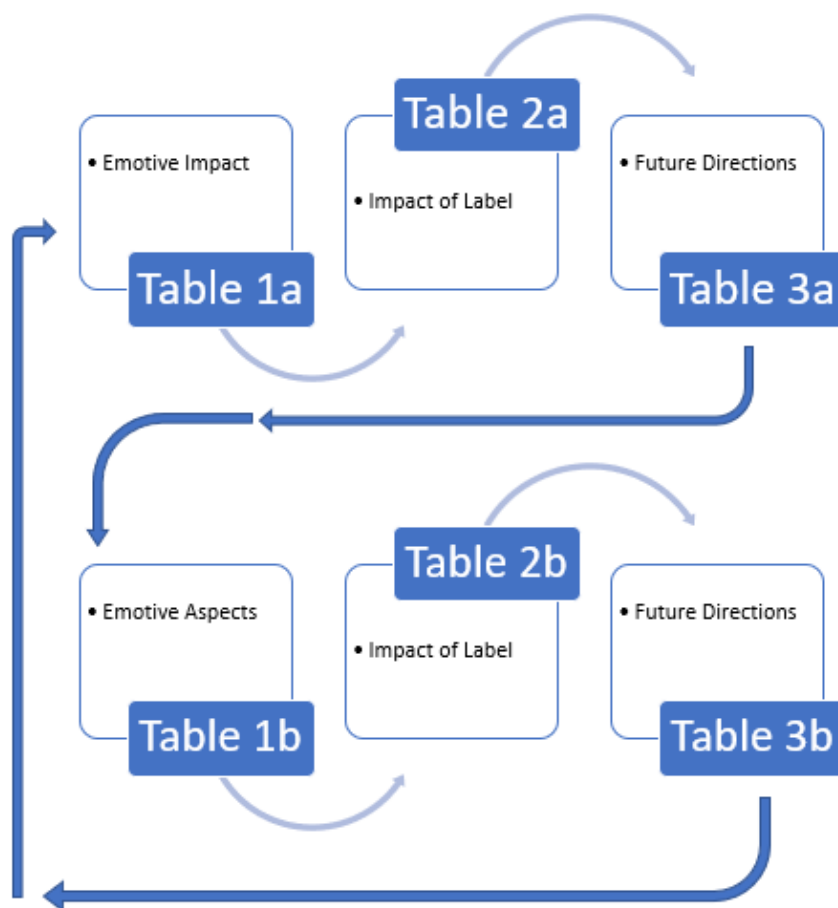 Table 2a
• Emotive Impact
• Impact of Label
• Future Directions
Table 1a
Table 3a
Table 2b
• Emotive Aspects
• Impact of Label
• Future Directions
Table 1b
Table 3b